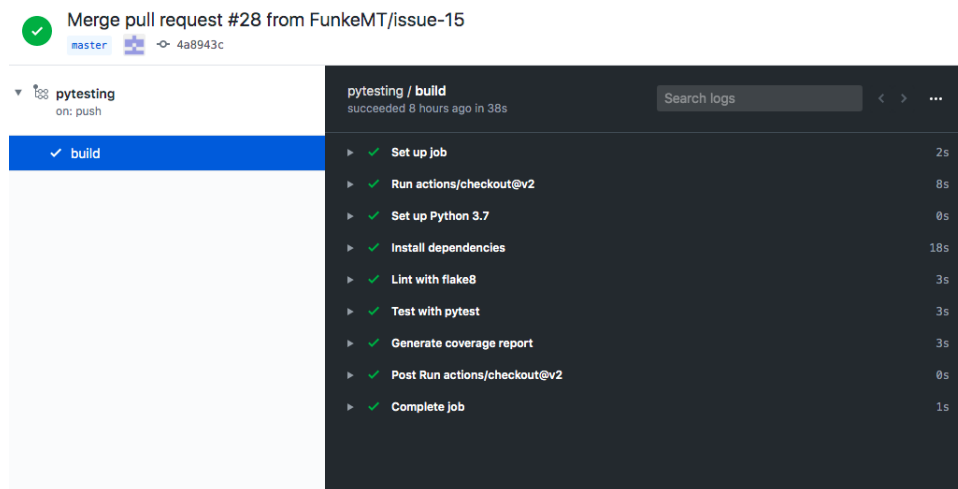 Merge pull request #28 from FunkeMT/issue-15
master 4a8943c
pytesting
on: push
build
pytesting / build
succeeded 8 hours ago in 38s
Search logs
Set up job 2s
Run actions/checkout@v2 8s
Set up Python 3.7 0s
Install dependencies 18s
Lint with flake8 3s
Test with pytest 3s
Generate coverage report 3s
Post Run actions/checkout@v2 0s
Complete job 1s